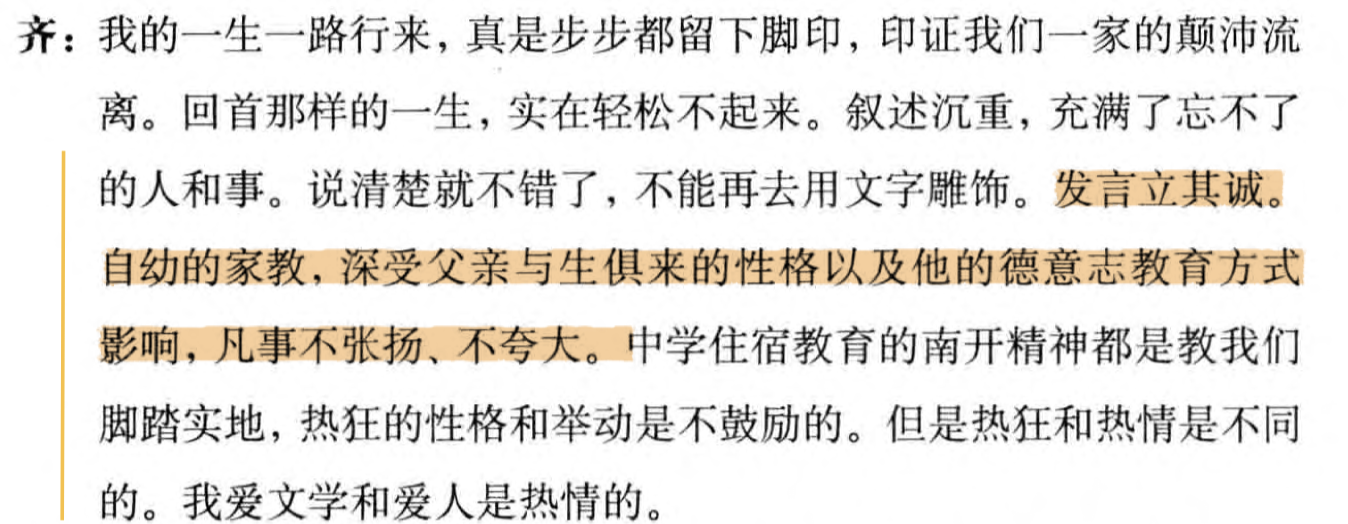 齐：我的一生一路行来，真是步步都留下脚印，印证我们一家的颠沛流
离。回首那样的一生，实在轻松不起来。叙述沉重，充满了忘不了
的人和事。说清楚就不错了，不能再去用文字雕饰。发言立其诚。
自幼的家教，深受父亲与生俱来的性格以及他的德意志教育方式
影响，凡事不张扬、不夸大。中学住宿教育的南开精神都是教我们
脚踏实地，热狂的性格和举动是不鼓励的。但是热狂和热情是不同
的。我爱文学和爱人是热情的。